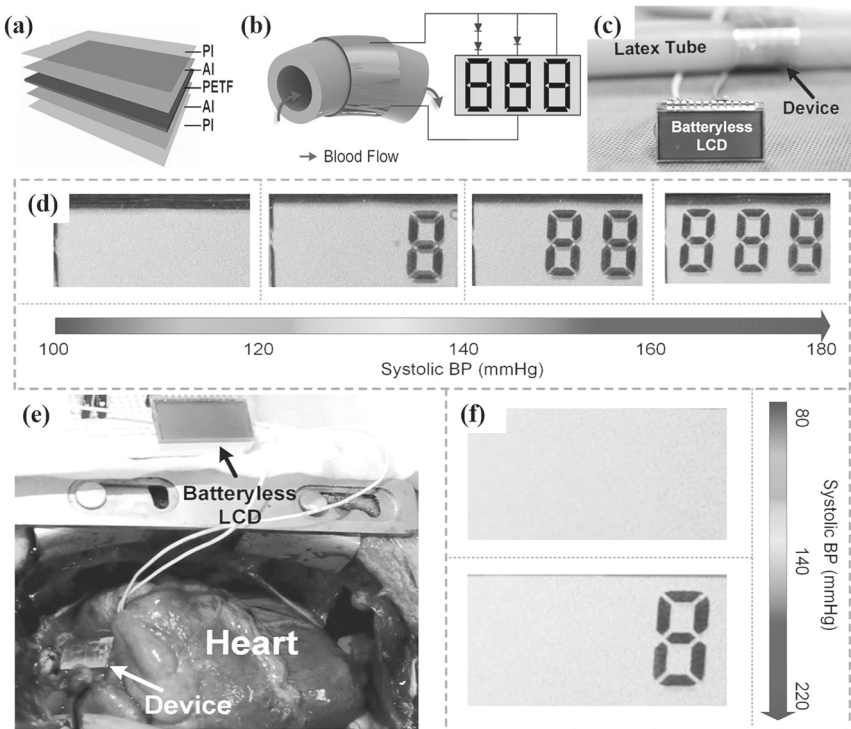 (a)
PI
Al
PETF
Al
PI
(b)
888
Blood Flow
(c)
Latex Tube
Device
Batteryless
LCD
(d)
8
88
888
100 120 140 160 180
Systolic BP (mmHg)
(e)
Batteryless
LCD
Heart
Device
(f)
8
80
140
220
Systolic BP (mmHg)